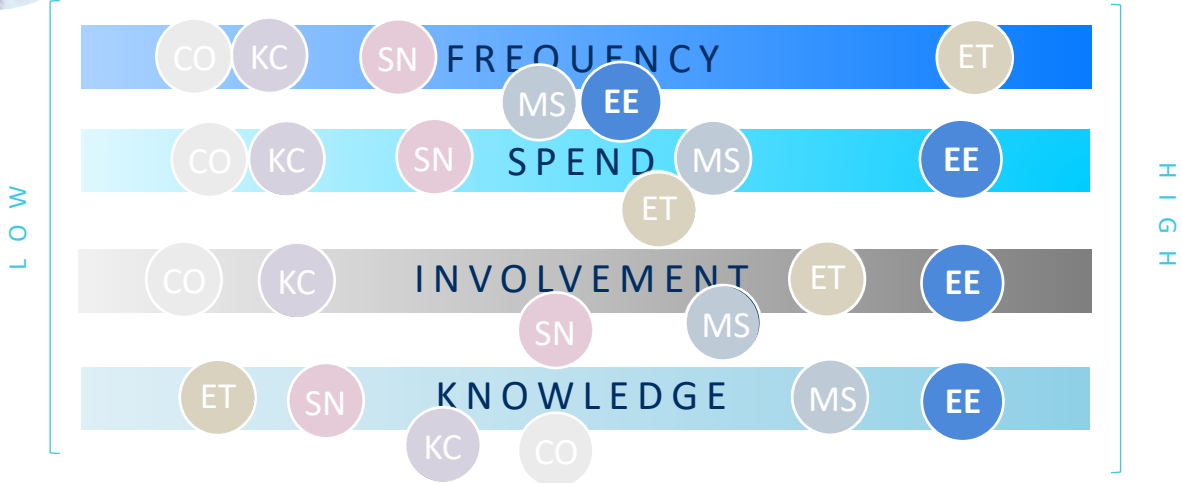 CO KC SN FREQUENCY ET
MS EE
CO KC SN SPEND MS EE
ET
LOW
HIGH
CO KC INVOLVEMENT ET EE
SN MS
ET SN KNOWLEDGE MS EE
KC CO